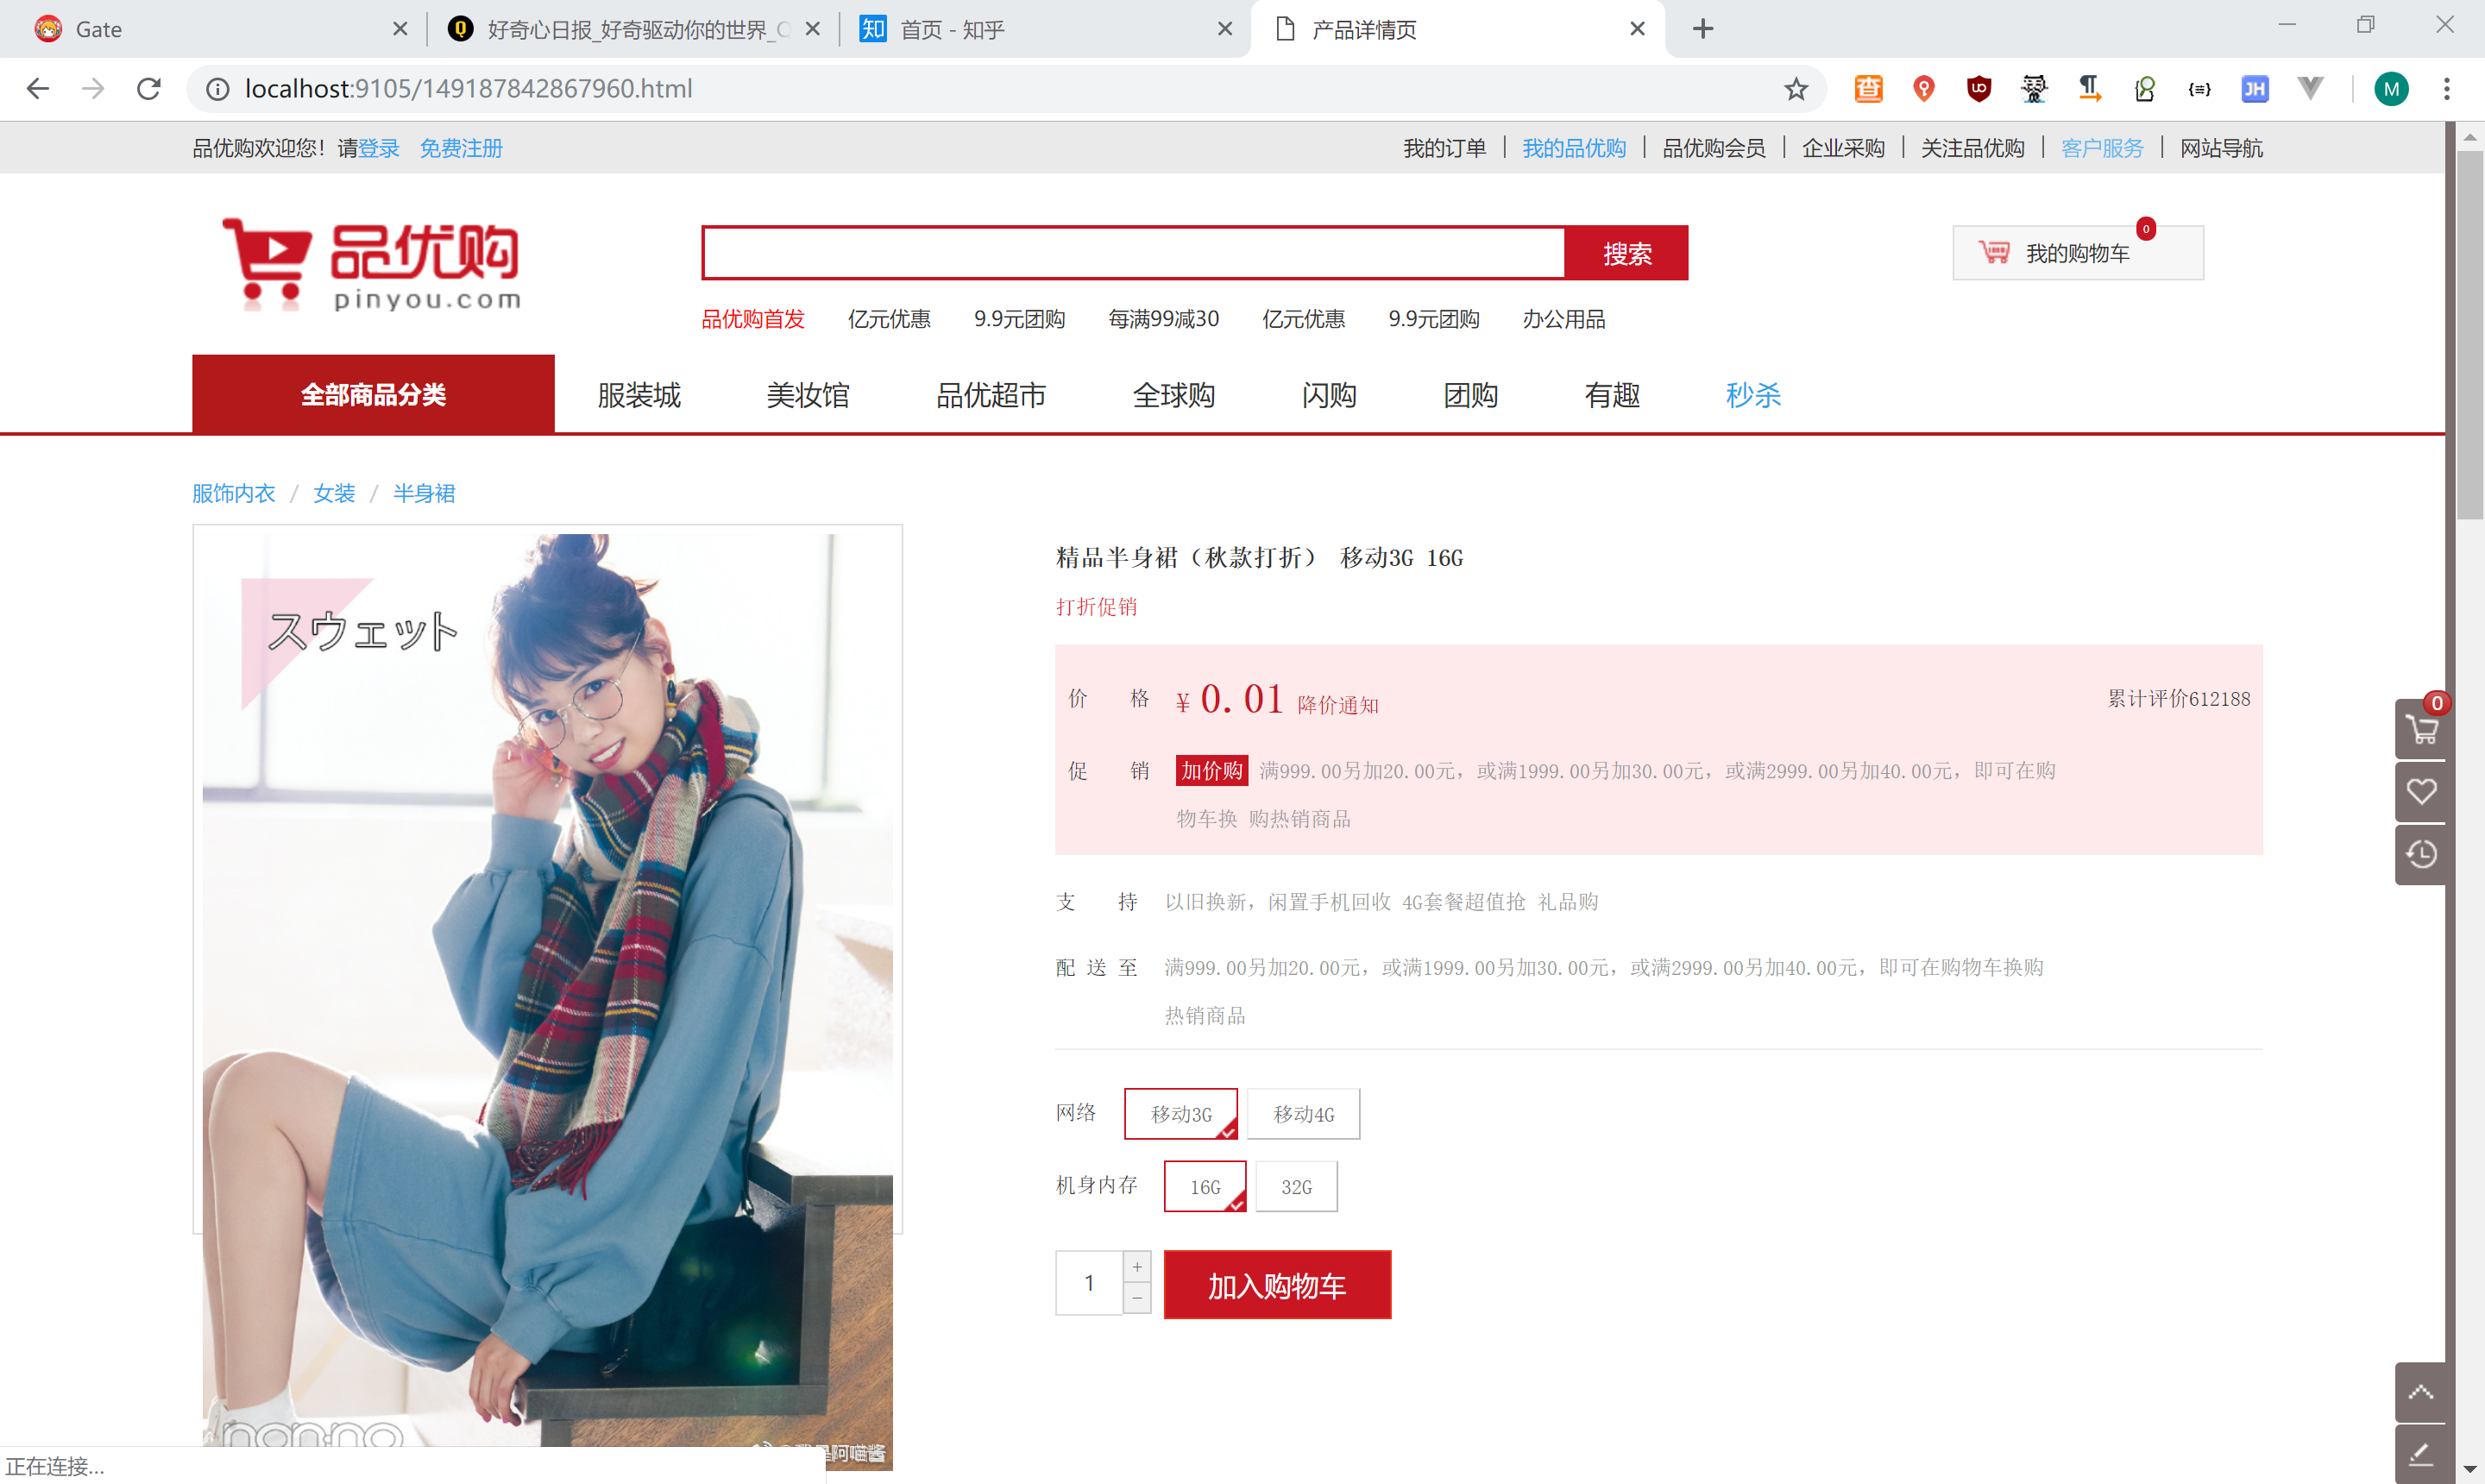 Gate
好奇心日报_好奇驱动你的世界_
首页 - 知乎
产品详情页
localhost:9105/149187842867960.html
品优购欢迎您！请登录 免费注册
我的订单 我的品优购 品优购会员 企业采购 关注品优购 客户服务 网站导航
品优购
pinyou.com
搜索
我的购物车 0
品优购首发 亿元优惠 9.9元团购 每满99减30 亿元优惠 9.9元团购 办公用品
全部商品分类 服装城 美妆馆 品优超市 全球购 闪购 团购 有趣 秒杀
服饰内衣 / 女装 / 半身裙
スウェット
non-no
精品半身裙（秋款打折） 移动3G 16G
打折促销
价 格 ¥ 0.01 降价通知 累计评价612188
促 销 加价购 满999.00另加20.00元，或满1999.00另加30.00元，或满2999.00另加40.00元，即可在购
物车换 购热销商品
支 持 以旧换新，闲置手机回收 4G套餐超值抢 礼品购
配 送 至 满999.00另加20.00元，或满1999.00另加30.00元，或满2999.00另加40.00元，即可在购物车换购
热销商品
网络 移动3G 移动4G
机身内存 16G 32G
1 + − 加入购物车
0
阿喵酱
正在连接...